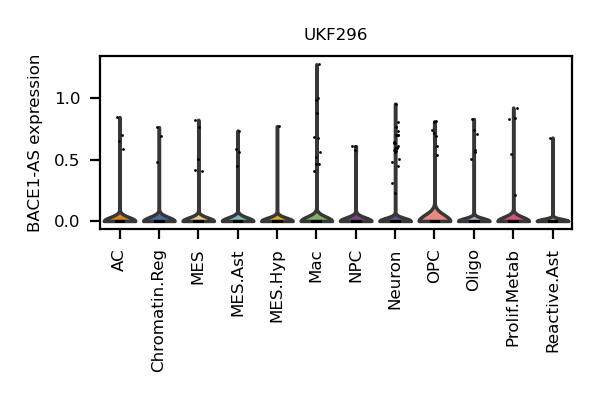 UKF296
BACE1-AS expression
1.0
0.5
0.0
AC
Chromatin.Reg
MES
MES.Ast
MES.Hyp
Mac
NPC
Neuron
OPC
Oligo
Prolif.Metab
Reactive.Ast